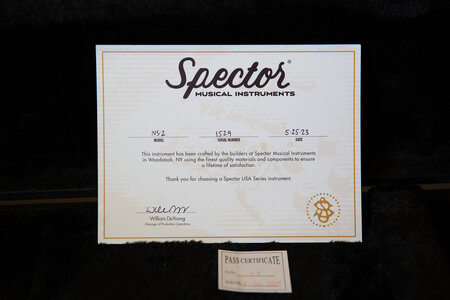 Spector®
MUSICAL INSTRUMENTS
NS2 1529 5·25·23
MODEL SERIAL NUMBER DATE
This instrument has been crafted by the builders at Spector Musical Instruments
in Woodstock, NY using the finest quality materials and components to ensure
a lifetime of satisfaction.
Thank you for choosing a Spector USA Series instrument.
William DeYoung
Manager of Production Operations
PASS CERTIFICATE